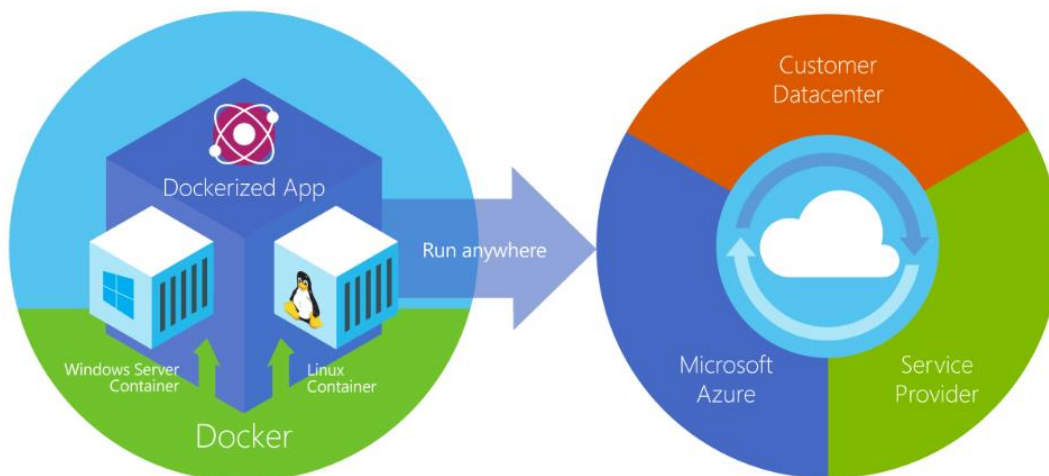 Dockerized App
Windows Server
Container
Linux
Container
Docker
Run anywhere
Customer
Datacenter
Microsoft
Azure
Service
Provider